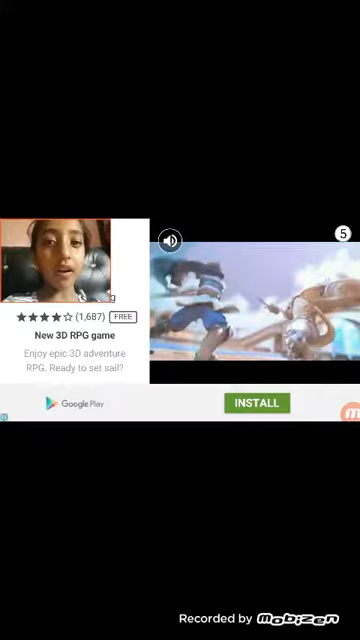 5
(1,687) FREE
New 3D RPG game
Enjoy epic 3D adventure
RPG. Ready to set sail?
Google Play
INSTALL
Recorded by mobizen